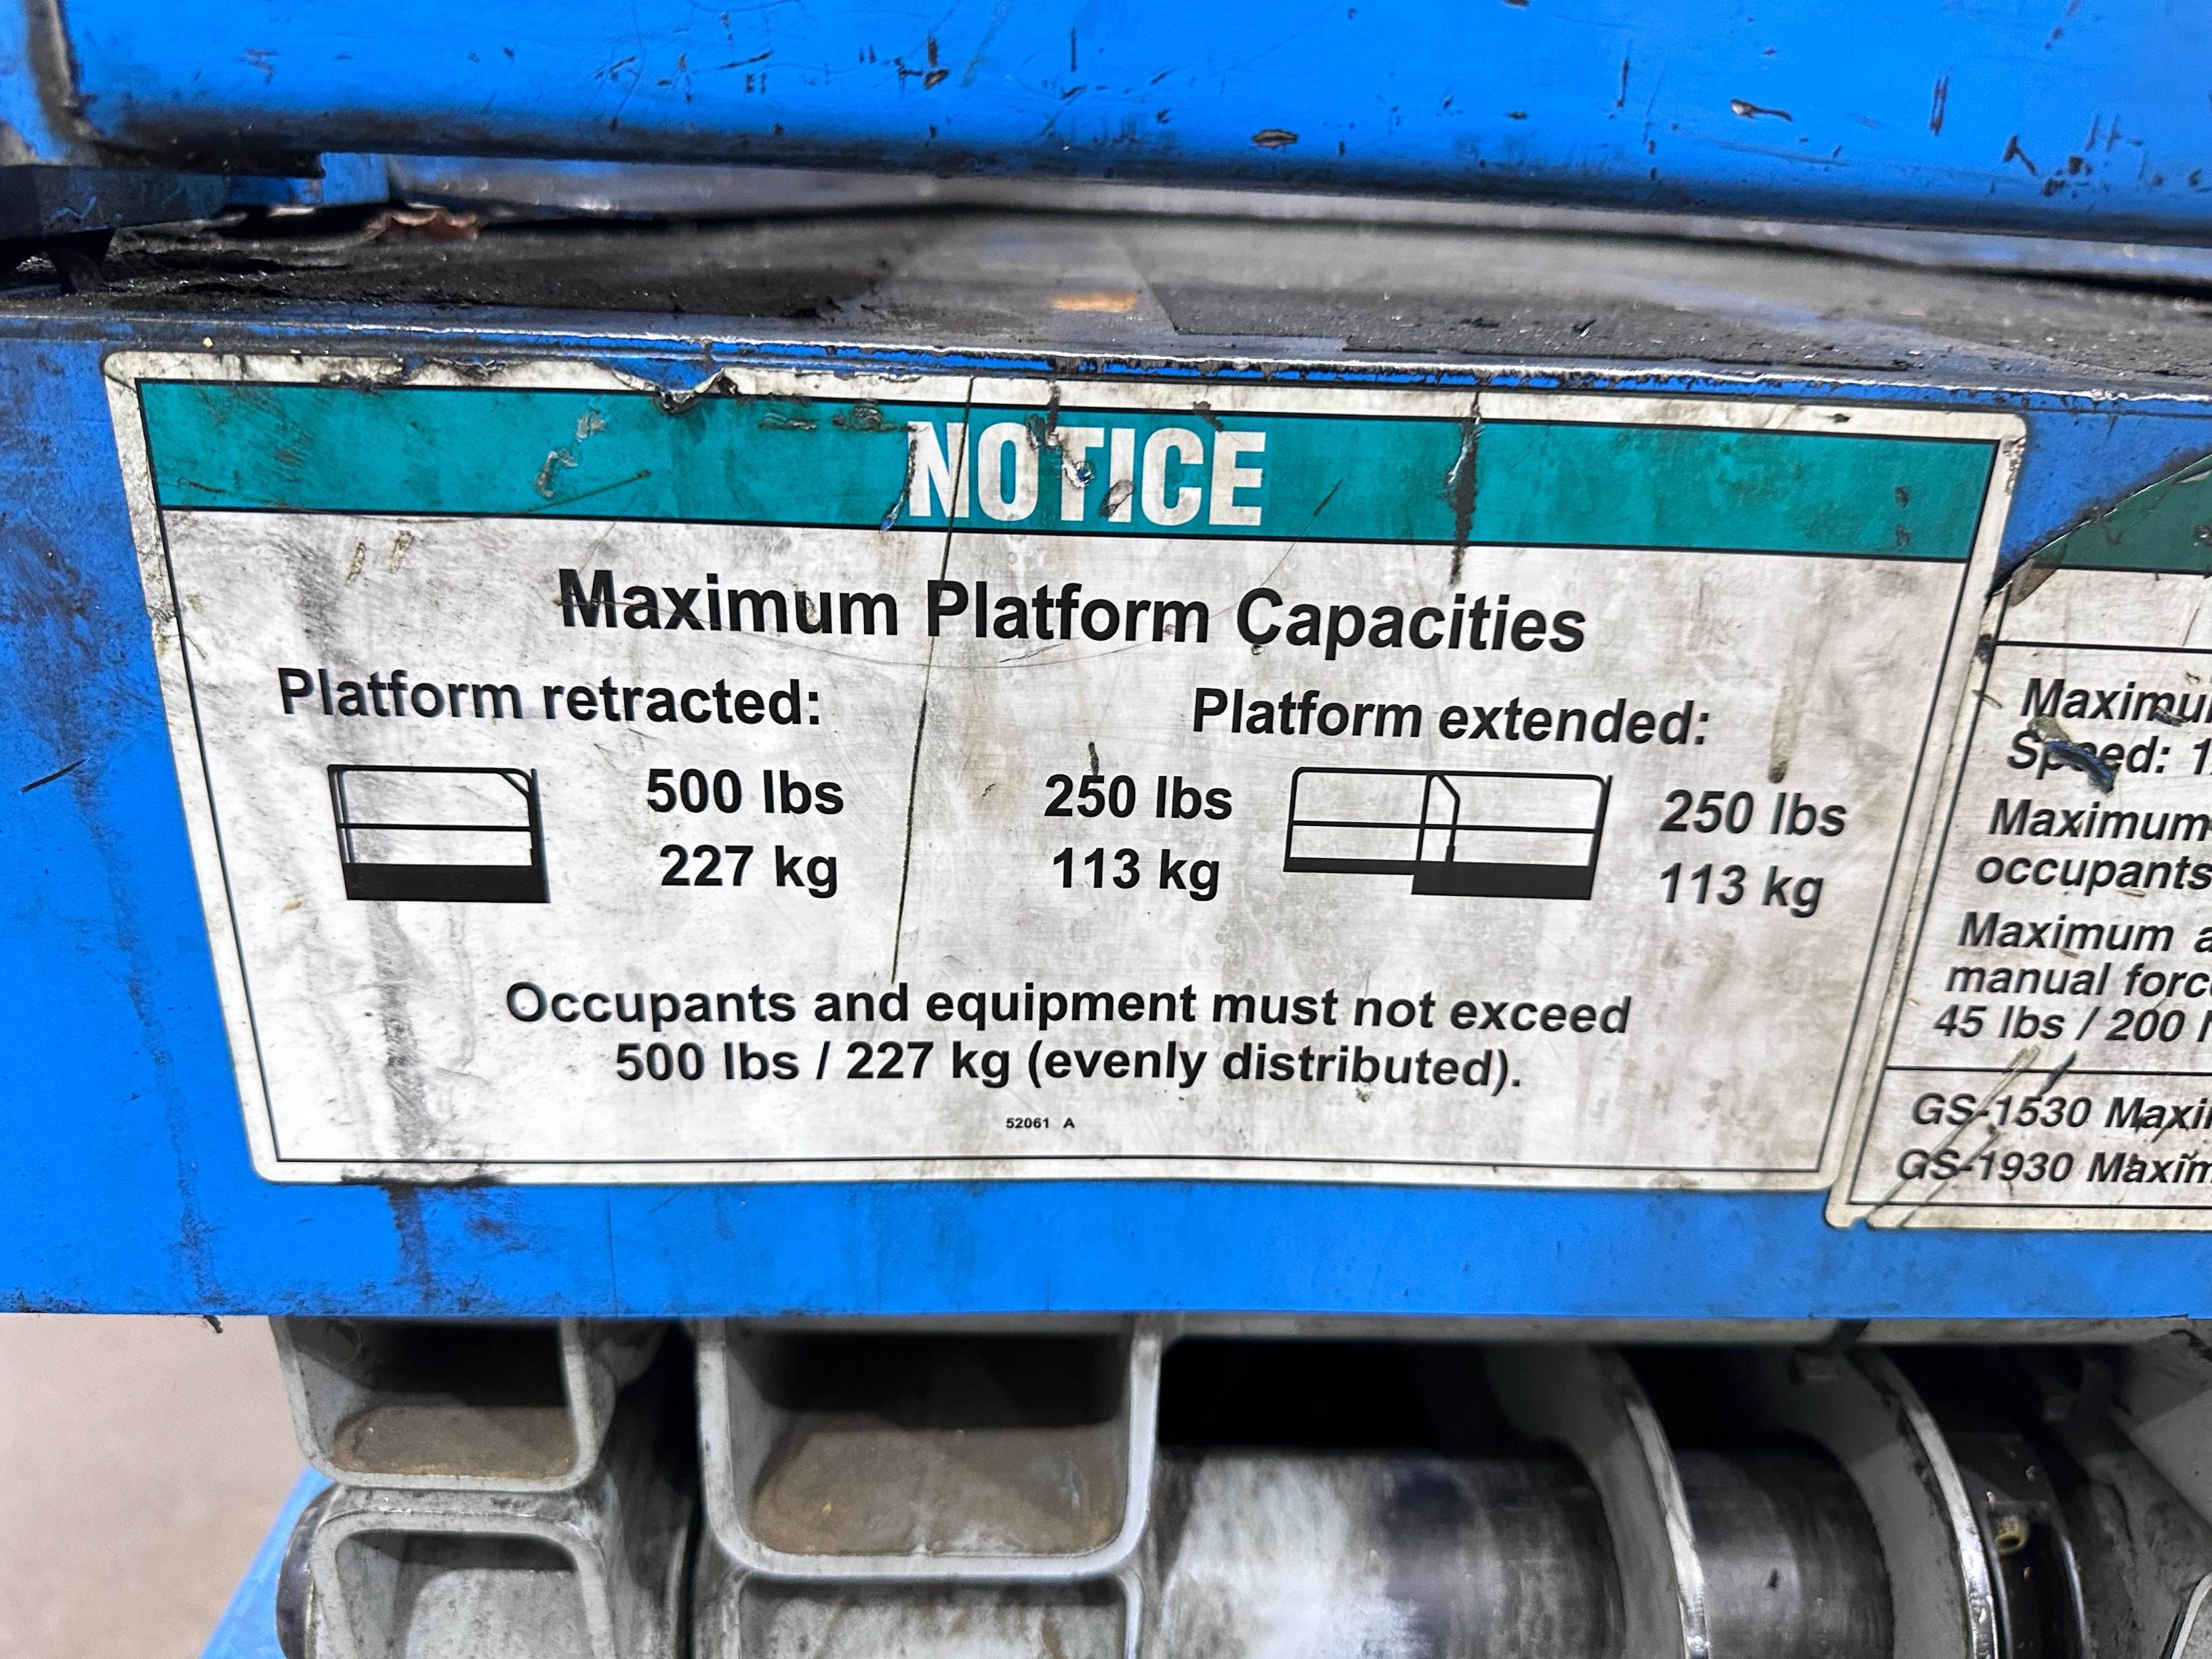 NOTICE
Maximum Platform Capacities
Platform retracted:
500 lbs
227 kg
Platform extended:
250 lbs
113 kg
250 lbs
113 kg
Occupants and equipment must not exceed
500 lbs / 227 kg (evenly distributed).
52061 A
Speed:
Maximum
occupants
Maximum
manual
45 lbs / 200
GS-1530
GS-1930